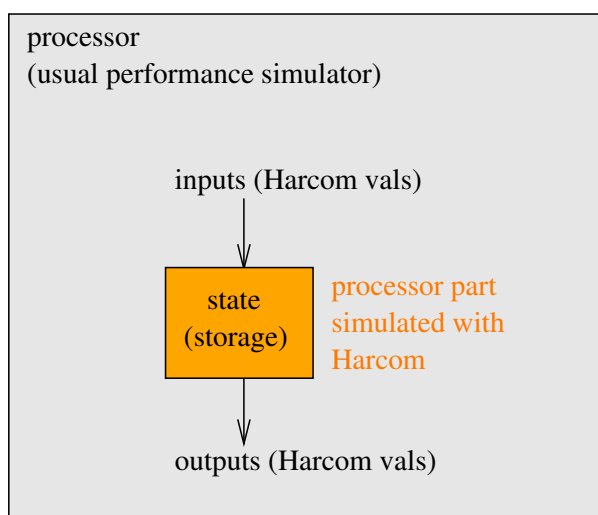 processor
(usual performance simulator)
inputs (Harcom vals)
state
(storage)
processor part
simulated with
Harcom
outputs (Harcom vals)